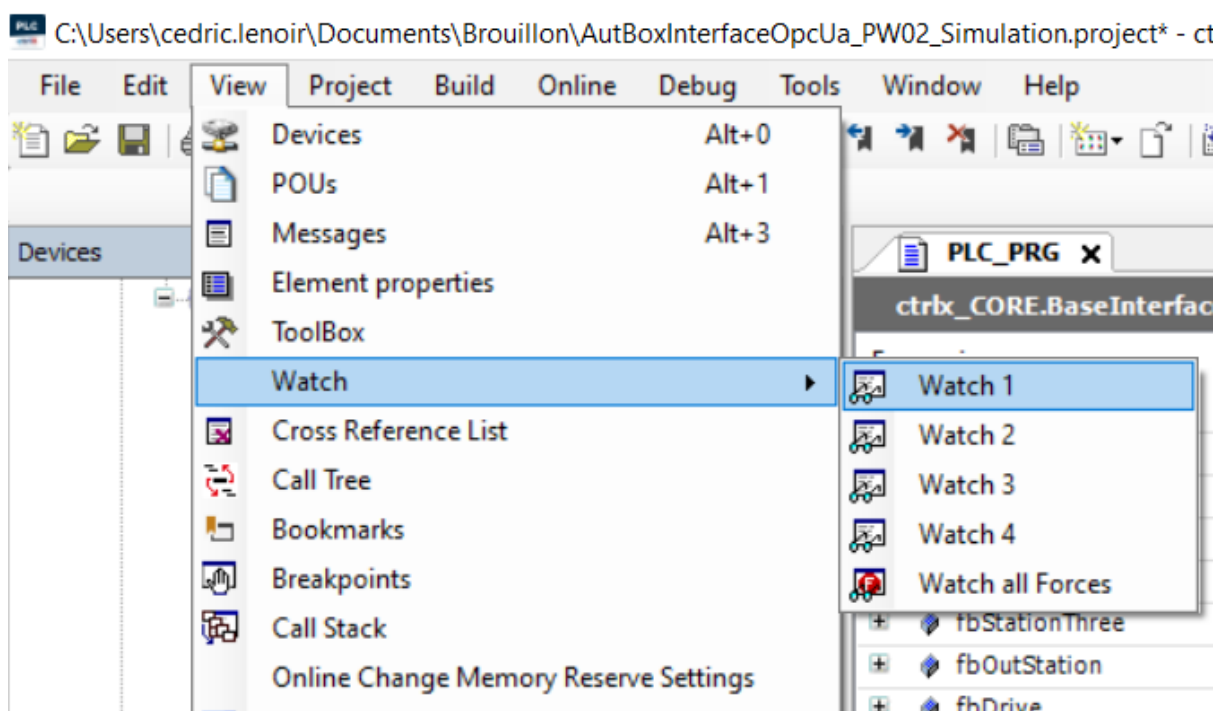 PLC C:\Users\cedric.lenoir\Documents\Brouillon\AutBoxInterfaceOpcUa_PW02_Simulation.project* - ct
File Edit View Project Build Online Debug Tools Window Help
Devices Alt+0
POUs Alt+1
Messages Alt+3
Element properties
ToolBox
Watch
Cross Reference List
Call Tree
Bookmarks
Breakpoints
Call Stack
Online Change Memory Reserve Settings
Devices
PLC_PRG
ctrlx_CORE.BaseInterfac
Watch 1
Watch 2
Watch 3
Watch 4
Watch all Forces
fbStationThree
fbOutStation
fbDrive